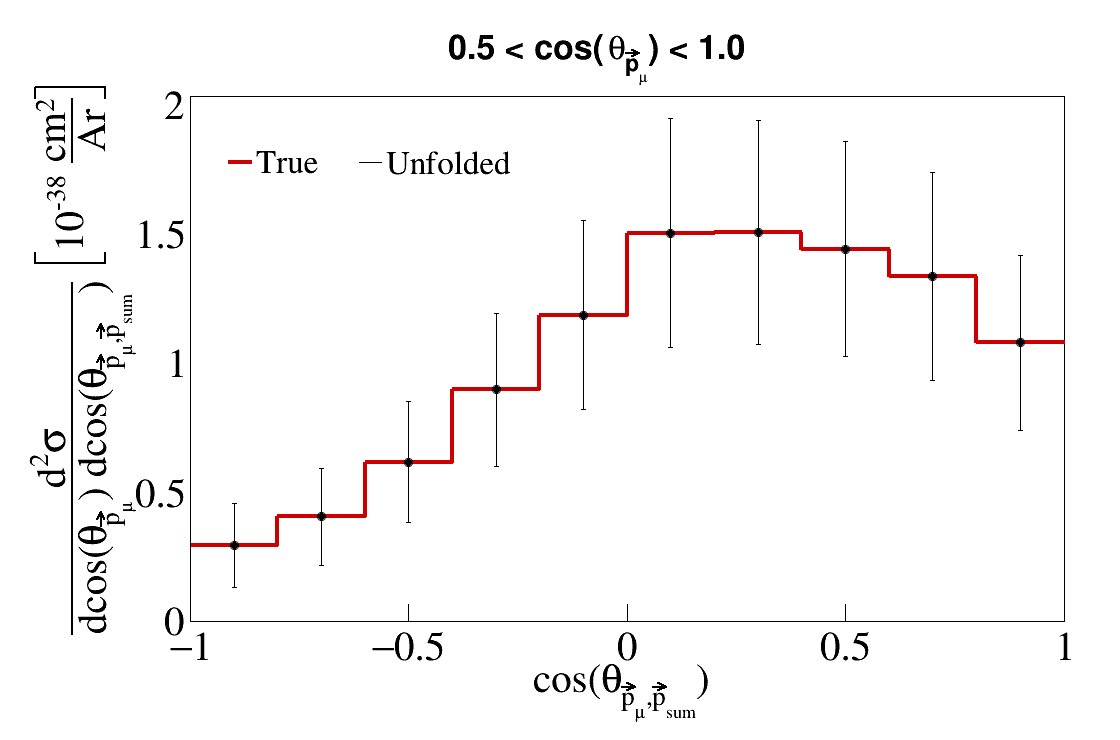 0.5 < cos(θp⃗μ) < 1.0
d²σ
dcos(θp⃗μ) dcos(θp⃗μ,p⃗sum)
[10⁻³⁸ cm²/Ar]
True Unfolded
2
1.5
1
0.5
0
−1 −0.5 0 0.5 1
cos(θp⃗μ,p⃗sum)